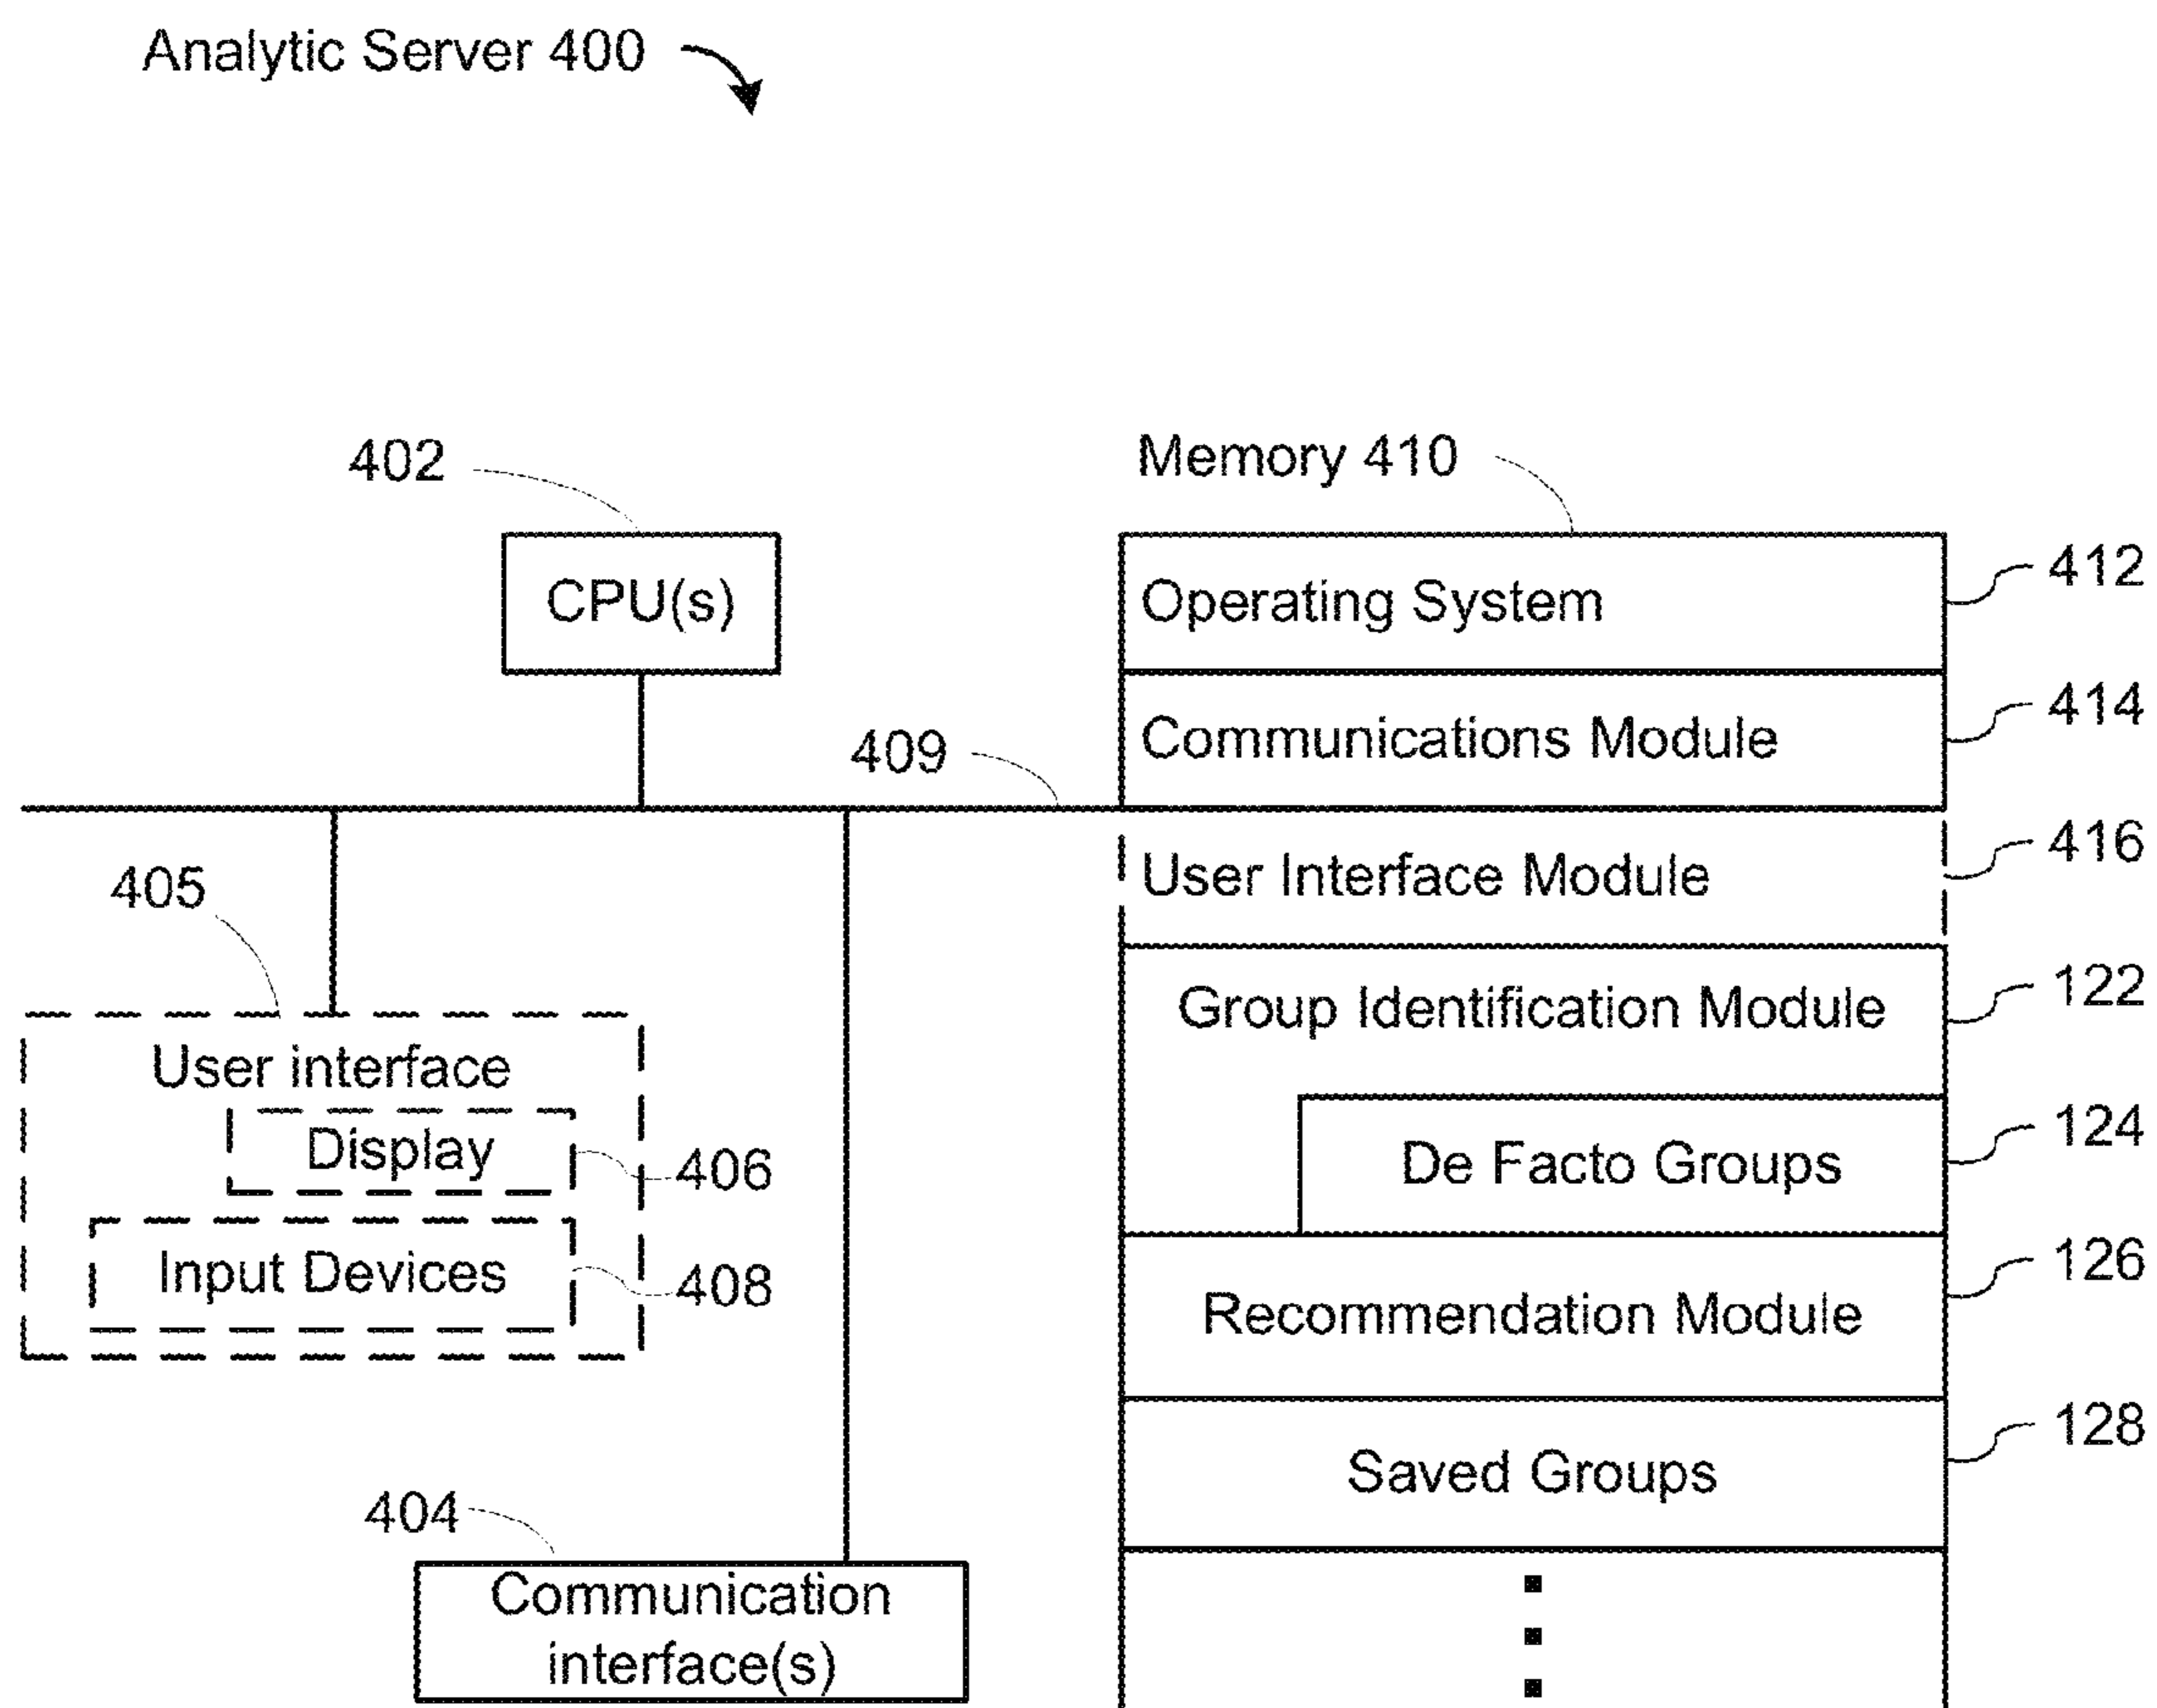 Analytic Server 400
402
Memory 410
CPU(s)
Operating System
412
Communications Module
414
409
User Interface Module
416
405
Group Identification Module
122
User interface
Display
406
De Facto Groups
124
Input Devices
408
Recommendation Module
126
Saved Groups
128
404
Communication
interface(s)